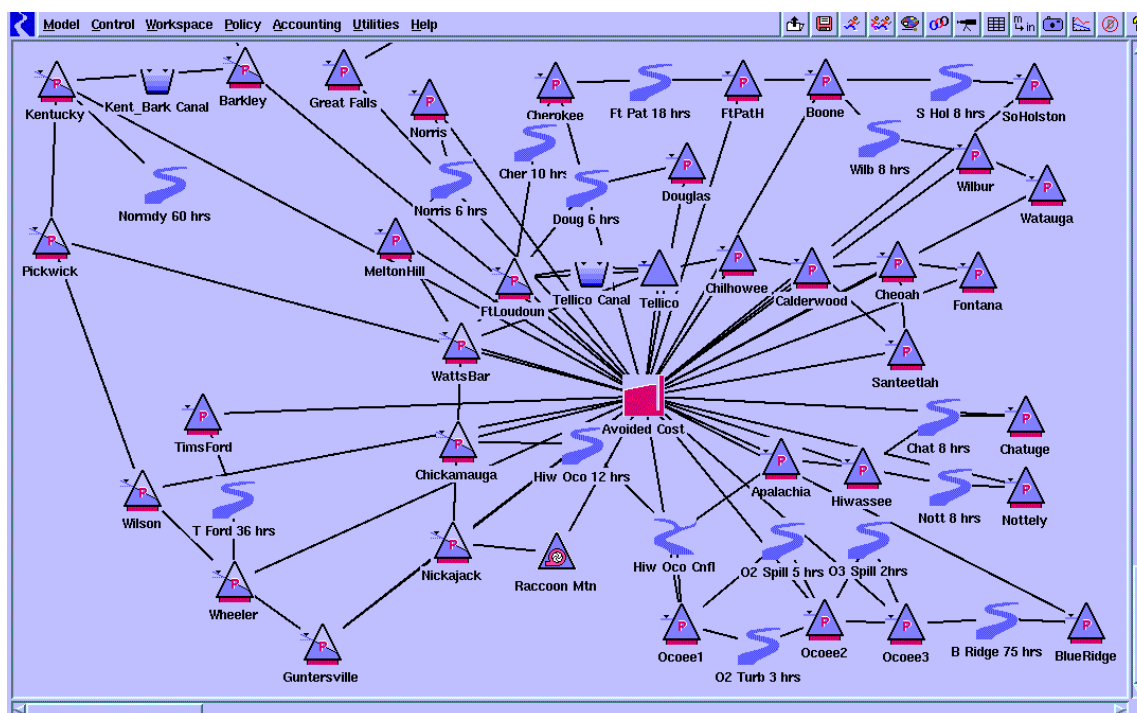 Model Control Workspace Policy Accounting Utilities Help
m
in
Kentucky
Kent_Bark Canal
Barkley
Great Falls
Norris
Cherokee
Ft Pat 18 hrs
FtPatH
Boone
S Hol 8 hrs
SoHolston
Normdy 60 hrs
Norris 6 hrs
Cher 10 hrs
Doug 6 hrs
Douglas
Wilb 8 hrs
Wilbur
Watauga
Pickwick
MeltonHill
FtLoudoun
Tellico Canal
Tellico
Chilhowee
Calderwood
Cheoah
Fontana
WattsBar
Santeetlah
TimsFord
Avoided Cost
Chickamauga
Hiw Oco 12 hrs
Apalachia
Hiwassee
Chat 8 hrs
Chatuge
Wilson
T Ford 36 hrs
Nickajack
Raccoon Mtn
Hiw Oco Cnfl
O2 Spill 5 hrs
O3 Spill 2hrs
Nott 8 hrs
Nottely
Wheeler
Guntersville
Ocoee1
O2 Turb 3 hrs
Ocoee2
Ocoee3
B Ridge 75 hrs
BlueRidge